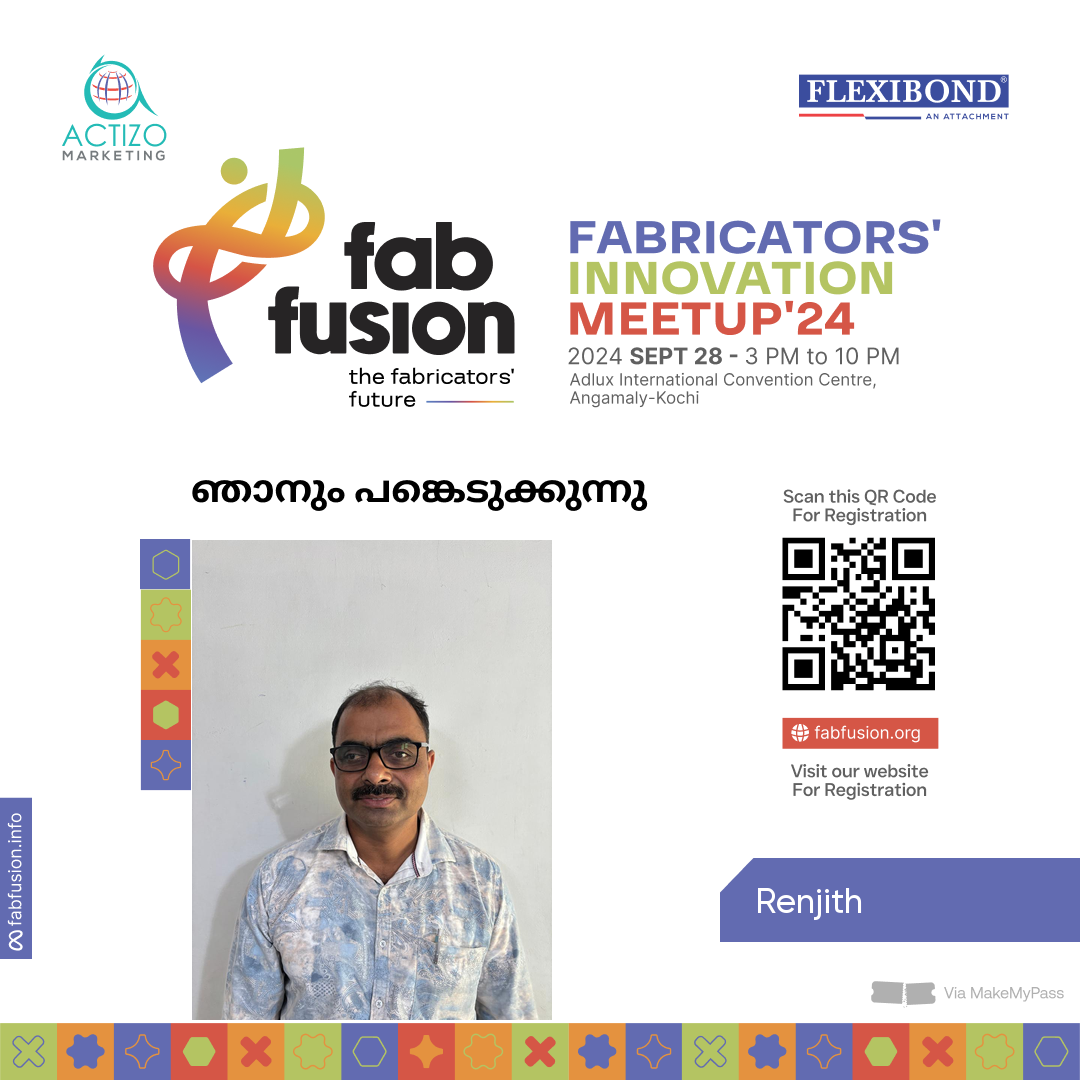 ACTIZO
MARKETING
FLEXIBOND®
AN ATTACHMENT
fab
fusion
the fabricators'
future
FABRICATORS'
INNOVATION
MEETUP'24
2024 SEPT 28 - 3 PM to 10 PM
Adlux International Convention Centre,
Angamaly-Kochi
ഞാനും പങ്കെടുക്കുന്നു
Scan this QR Code
For Registration
fabfusion.org
Visit our website
For Registration
fabfusion.info
Renjith
Via MakeMyPass